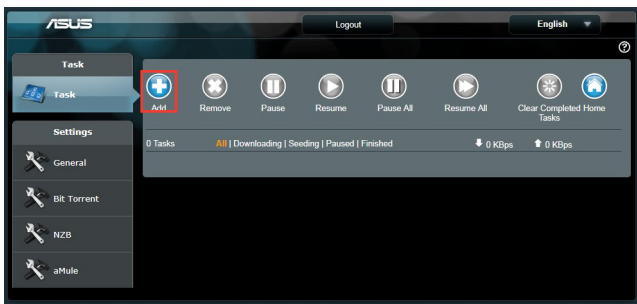 ASUS
Logout
English
?
Task
Task
Add
Remove
Pause
Resume
Pause All
Resume All
Clear Completed Tasks
Home
0 Tasks
All | Downloading | Seeding | Paused | Finished
0 KBps
0 KBps
Settings
General
Bit Torrent
NZB
aMule